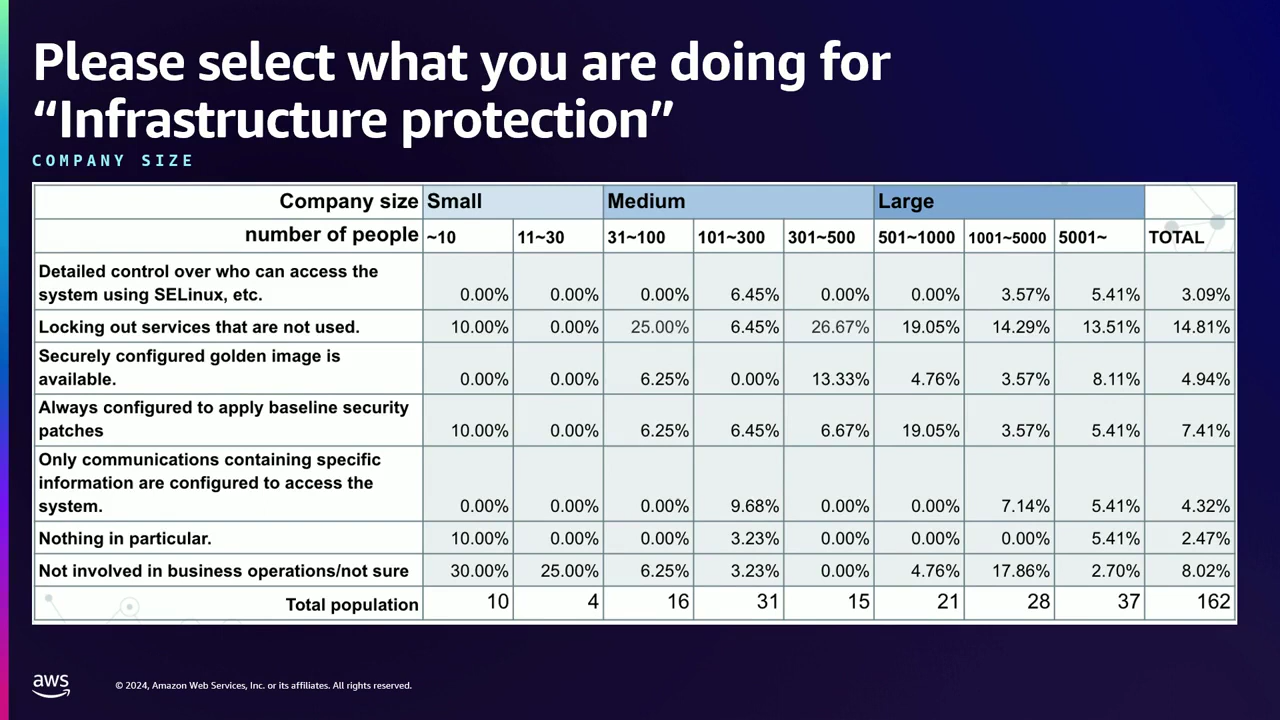 Please select what you are doing for
“Infrastructure protection”
COMPANY SIZE
Company size Small Medium Large
number of people ~10 11~30 31~100 101~300 301~500 501~1000 1001~5000 5001~ TOTAL
Detailed control over who can access the
system using SELinux, etc. 0.00% 0.00% 0.00% 6.45% 0.00% 0.00% 3.57% 5.41% 3.09%
Locking out services that are not used. 10.00% 0.00% 25.00% 6.45% 26.67% 19.05% 14.29% 13.51% 14.81%
Securely configured golden image is
available. 0.00% 0.00% 6.25% 0.00% 13.33% 4.76% 3.57% 8.11% 4.94%
Always configured to apply baseline security
patches 10.00% 0.00% 6.25% 6.45% 6.67% 19.05% 3.57% 5.41% 7.41%
Only communications containing specific
information are configured to access the
system. 0.00% 0.00% 0.00% 9.68% 0.00% 0.00% 7.14% 5.41% 4.32%
Nothing in particular. 10.00% 0.00% 0.00% 3.23% 0.00% 0.00% 0.00% 5.41% 2.47%
Not involved in business operations/not sure 30.00% 25.00% 6.25% 3.23% 0.00% 4.76% 17.86% 2.70% 8.02%
Total population 10 4 16 31 15 21 28 37 162
aws © 2024, Amazon Web Services, Inc. or its affiliates. All rights reserved.